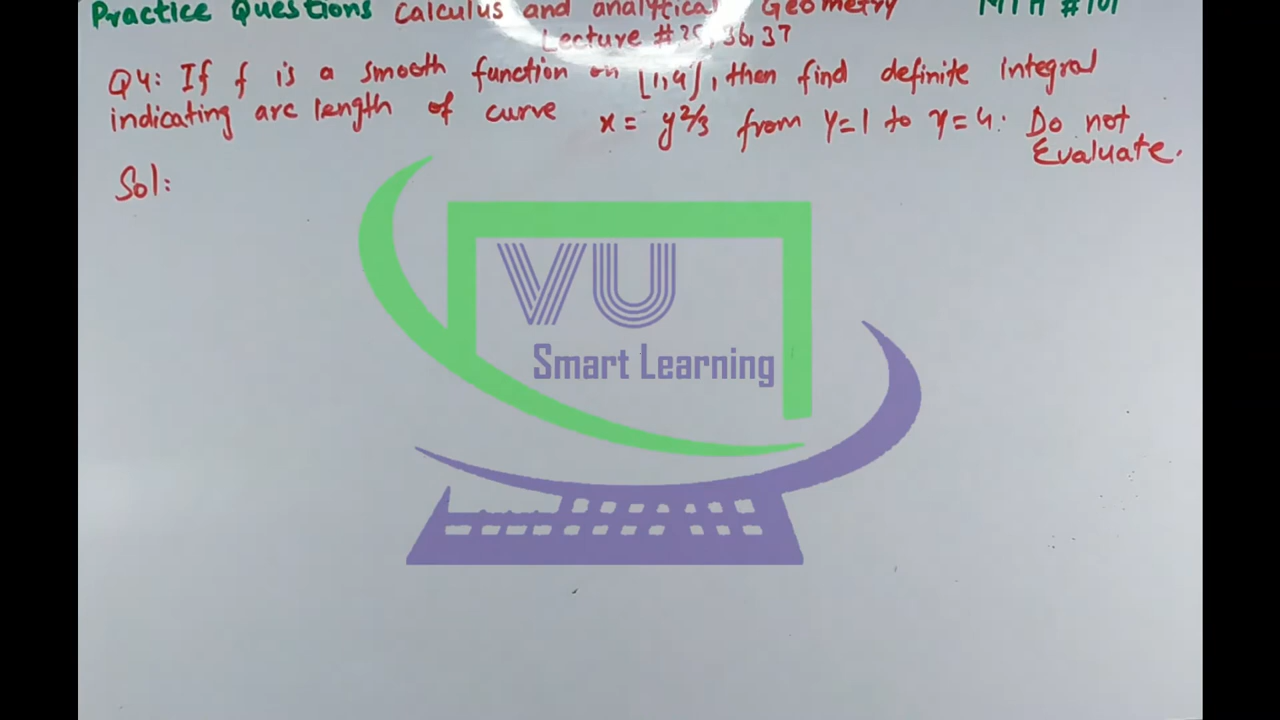 Practice Questions Calculus and analytical Geometry MTH #101
Lecture # 35, 36, 37
Q4: If f is a smooth function on [1,4], then find definite integral
indicating arc length of curve x = y^2/3 from y=1 to y=4. Do not
Evaluate.
Sol:
VU
Smart Learning